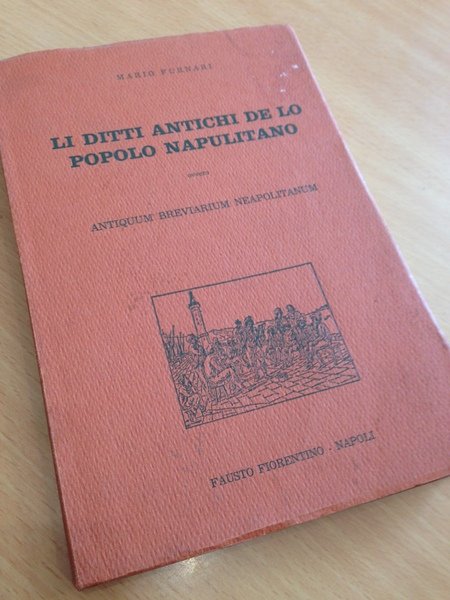 MARIO FURNARI
LI DITTI ANTICHI DE LO
POPOLO NAPULITANO
ovvero
ANTIQUUM BREVIARIUM NEAPOLITANUM
FAUSTO FIORENTINO - NAPOLI